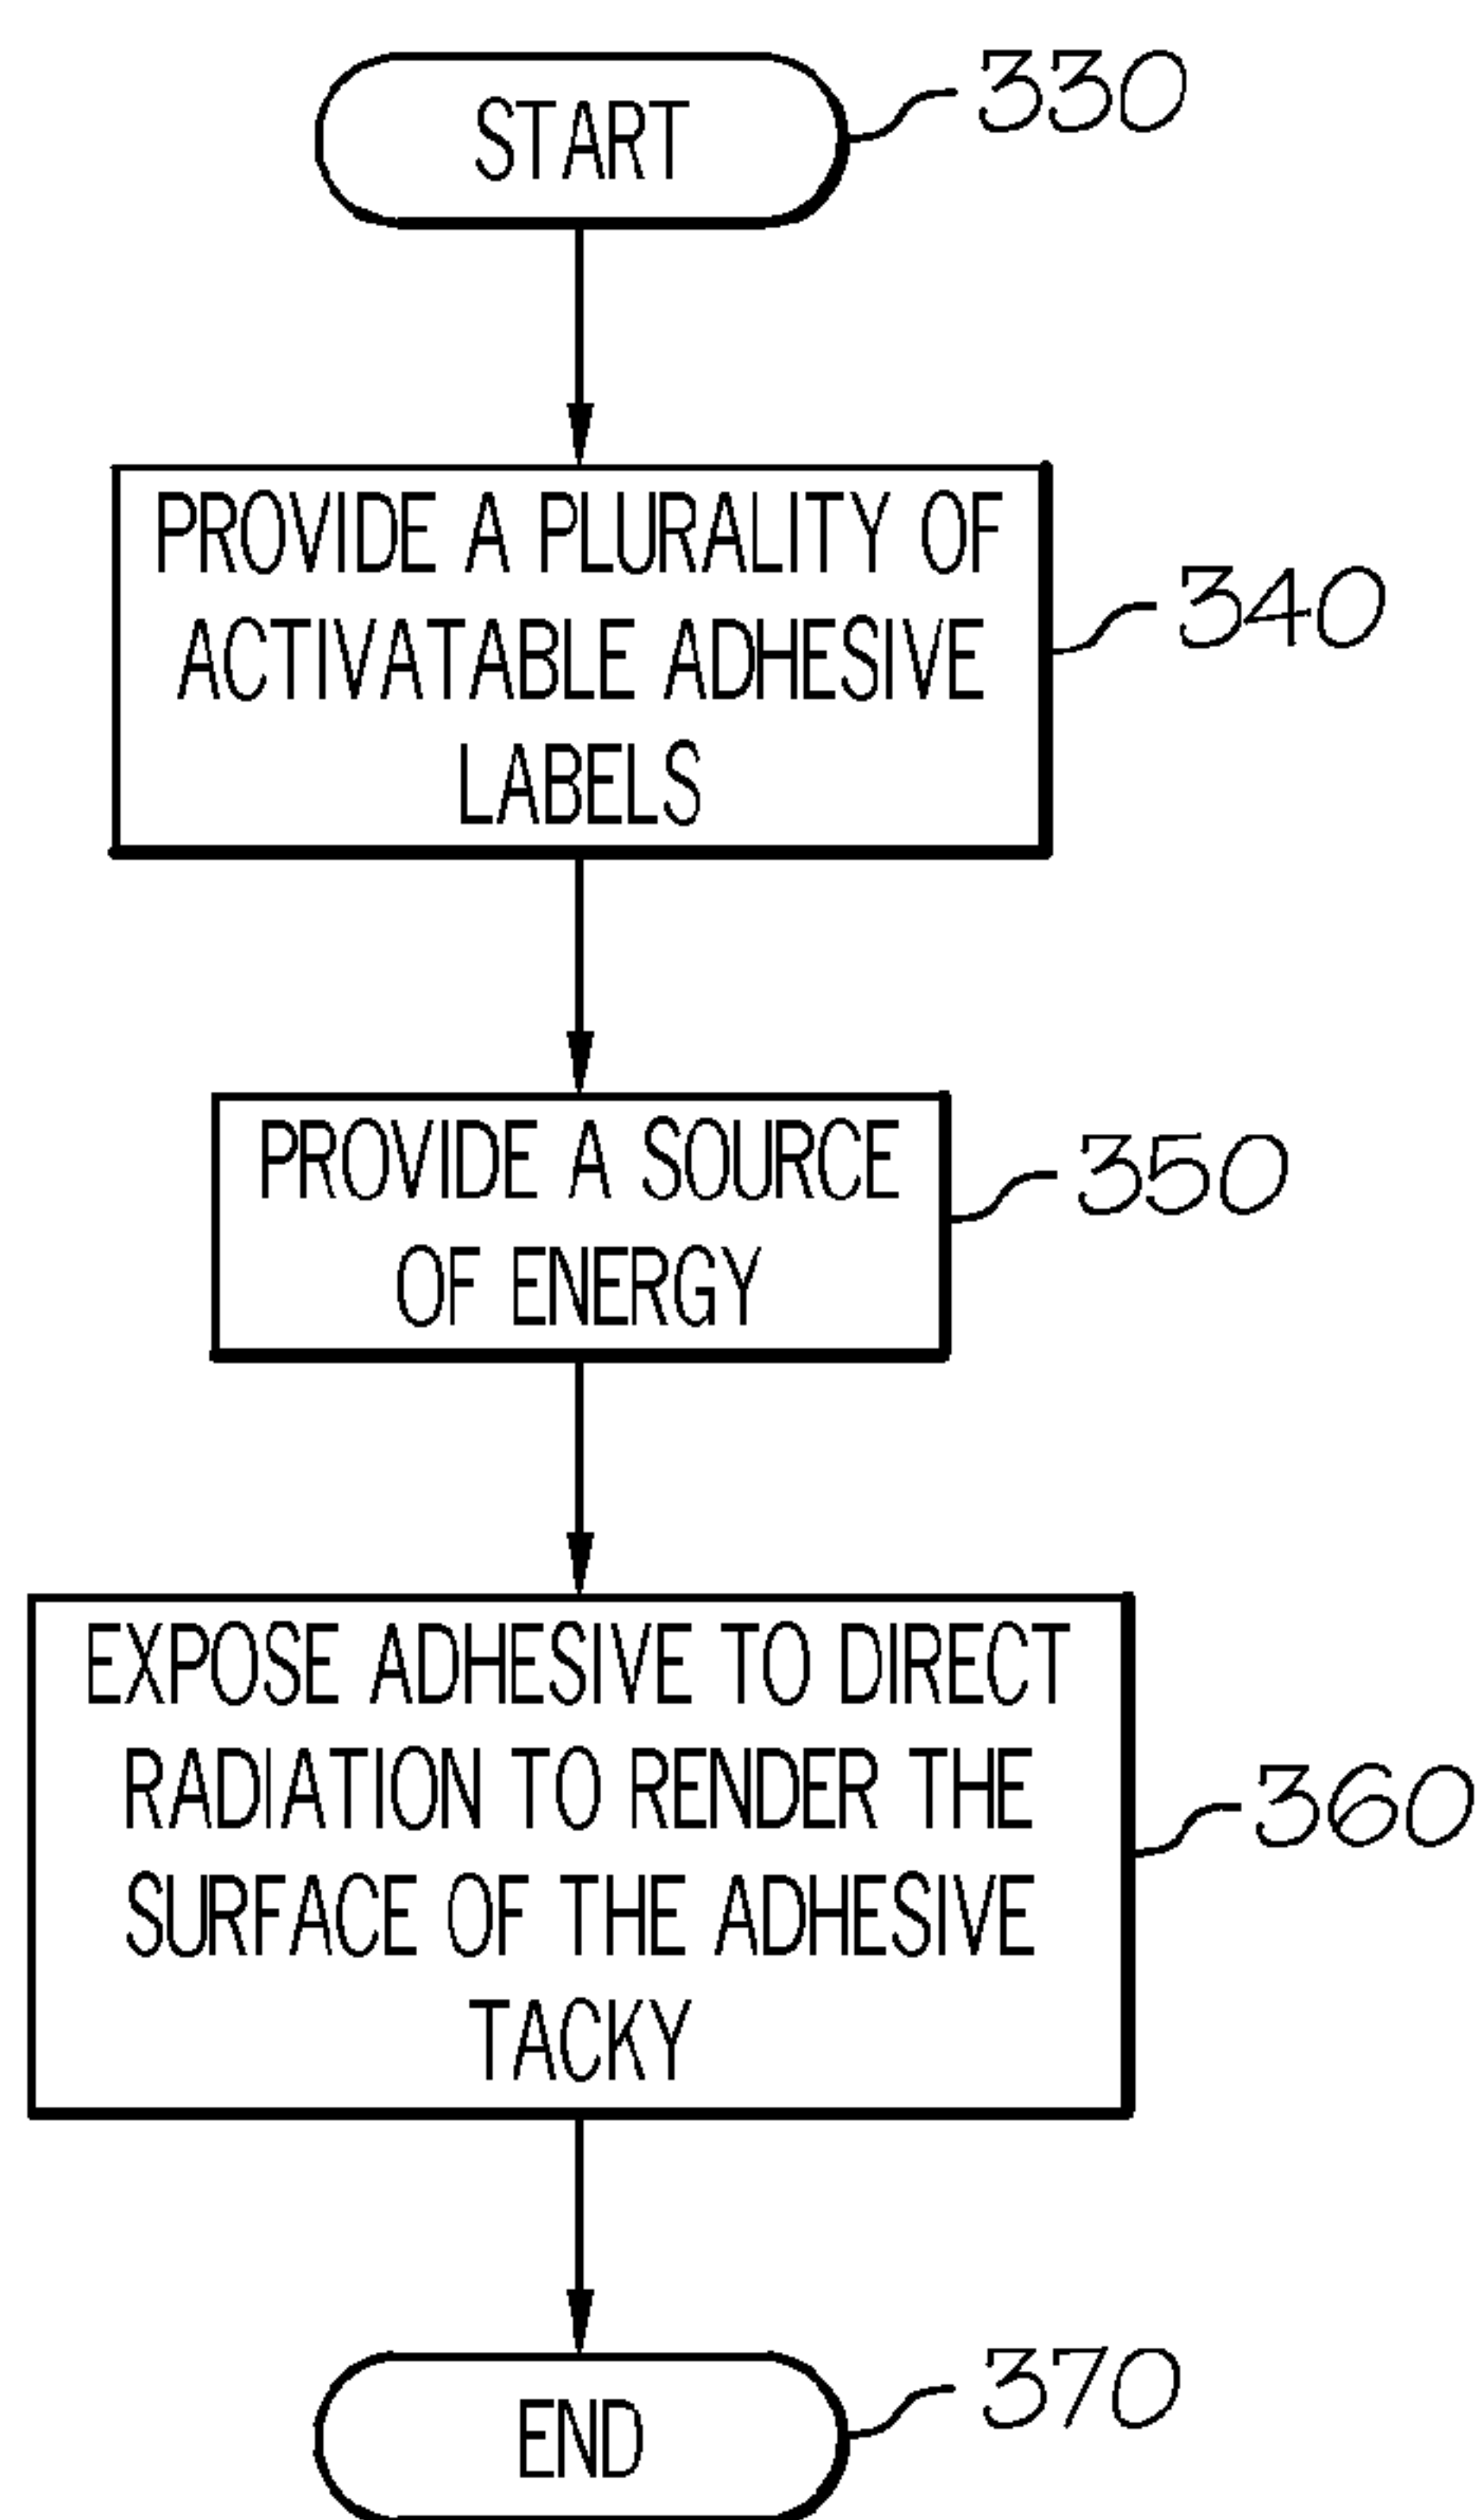 START
330
PROVIDE A PLURALITY OF
ACTIVATABLE ADHESIVE
LABELS
340
PROVIDE A SOURCE
OF ENERGY
350
EXPOSE ADHESIVE TO DIRECT
RADIATION TO RENDER THE
SURFACE OF THE ADHESIVE
TACKY
360
END
370